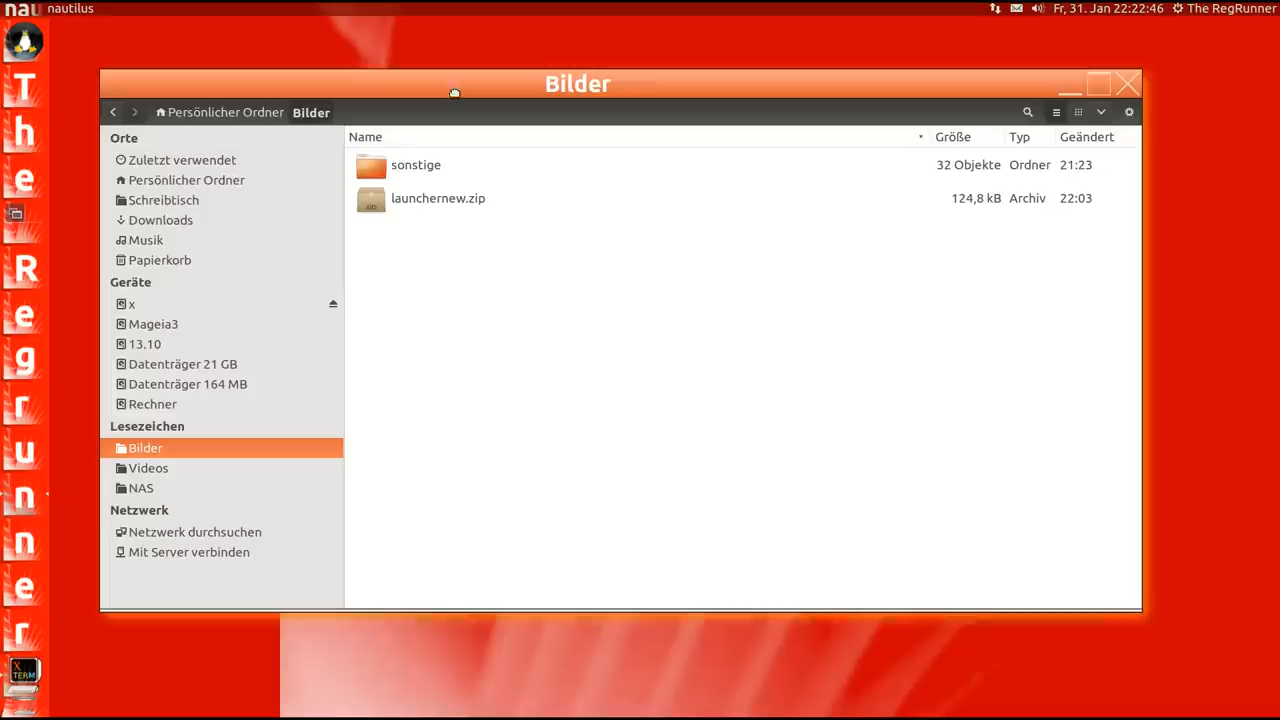 nau nautilus
Fr, 31. Jan 22:22:46 The RegRunner
T
h
e
R
e
g
r
u
n
n
e
r
X
TERM
Bilder
Persönlicher Ordner Bilder
Orte
Zuletzt verwendet
Persönlicher Ordner
Schreibtisch
Downloads
Musik
Papierkorb
Geräte
x
Mageia3
13.10
Datenträger 21 GB
Datenträger 164 MB
Rechner
Lesezeichen
Bilder
Videos
NAS
Netzwerk
Netzwerk durchsuchen
Mit Server verbinden
Name Größe Typ Geändert
sonstige 32 Objekte Ordner 21:23
zip launchernew.zip 124,8 kB Archiv 22:03